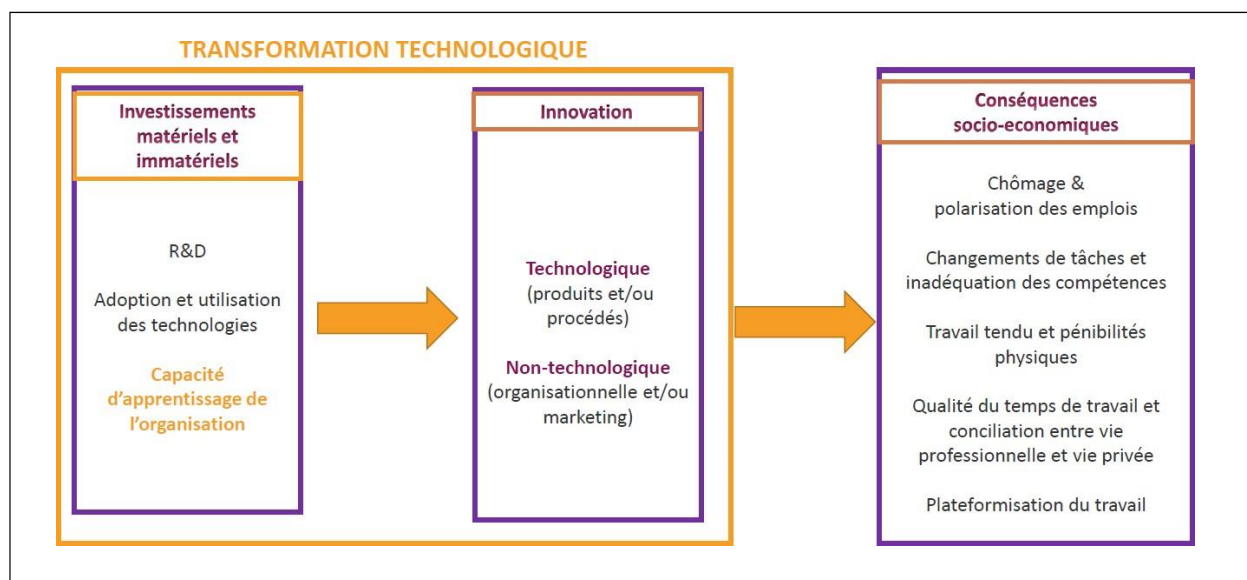 TRANSFORMATION TECHNOLOGIQUE
Investissements
matériels et
immatériels
R&D
Adoption et utilisation
des technologies
Capacité
d'apprentissage de
l'organisation
Innovation
Technologique
(produits et/ou
procédés)
Non-technologique
(organisationnelle et/ou
marketing)
Conséquences
socio-economiques
Chômage &
polarisation des emplois
Changements de tâches et
inadéquation des compétences
Travail tendu et pénibilités
physiques
Qualité du temps de travail et
conciliation entre vie
professionnelle et vie privée
Plateformisation du travail